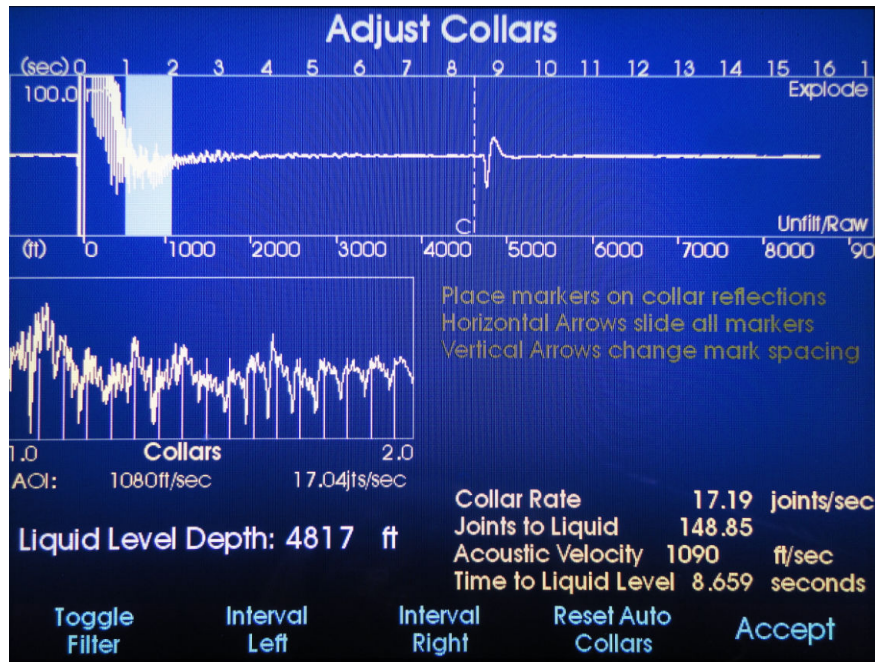 Adjust Collars
(sec) 0 1 2 3 4 5 6 7 8 9 10 11 12 13 14 15 16 1
100.0
Explode
C
Unfilt/Raw
(ft) 0 1000 2000 3000 4000 5000 6000 7000 8000 90
Place markers on collar reflections
Horizontal Arrows slide all markers
Vertical Arrows change mark spacing
1.0 Collars 2.0
AOI: 1080ft/sec 17.04jts/sec
Liquid Level Depth: 4817 ft
Collar Rate 17.19 joints/sec
Joints to Liquid 148.85
Acoustic Velocity 1090 ft/sec
Time to Liquid Level 8.659 seconds
Toggle Filter
Interval Left
Interval Right
Reset Auto Collars
Accept